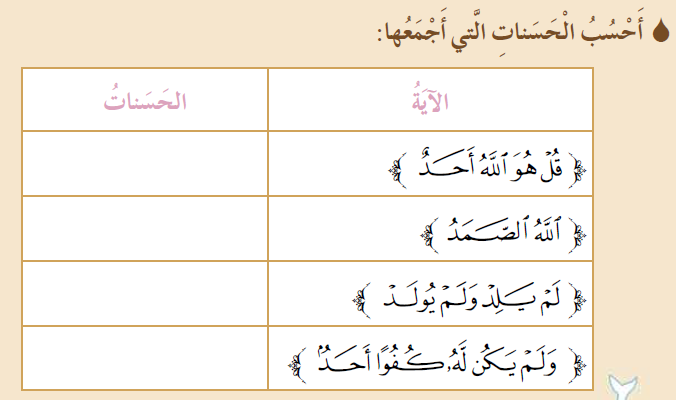 أَحْسُبُ الْحَسَناتِ الَّتي أَجْمَعُها:
الآيَةُ الحَسَناتُ
﴿ قُلْ هُوَ ٱللَّهُ أَحَدٌ ﴾
﴿ ٱللَّهُ ٱلصَّمَدُ ﴾
﴿ لَمْ يَلِدْ وَلَمْ يُولَدْ ﴾
﴿ وَلَمْ يَكُن لَّهُۥ كُفُوًا أَحَدٌۢ ﴾